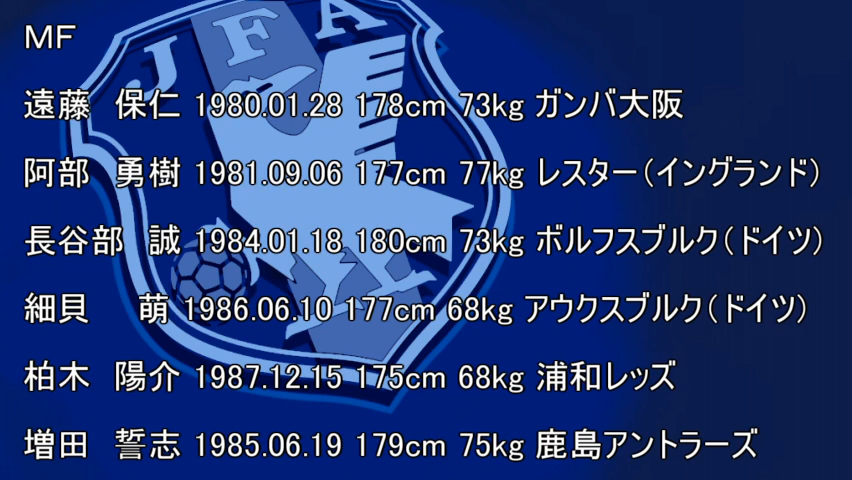 MF
JFA
遠藤 保仁 1980.01.28 178cm 73kg ガンバ大阪
阿部 勇樹 1981.09.06 177cm 77kg レスター(イングランド)
長谷部 誠 1984.01.18 180cm 73kg ボルフスブルク(ドイツ)
細貝 萌 1986.06.10 177cm 68kg アウクスブルク(ドイツ)
柏木 陽介 1987.12.15 175cm 68kg 浦和レッズ
増田 誓志 1985.06.19 179cm 75kg 鹿島アントラーズ